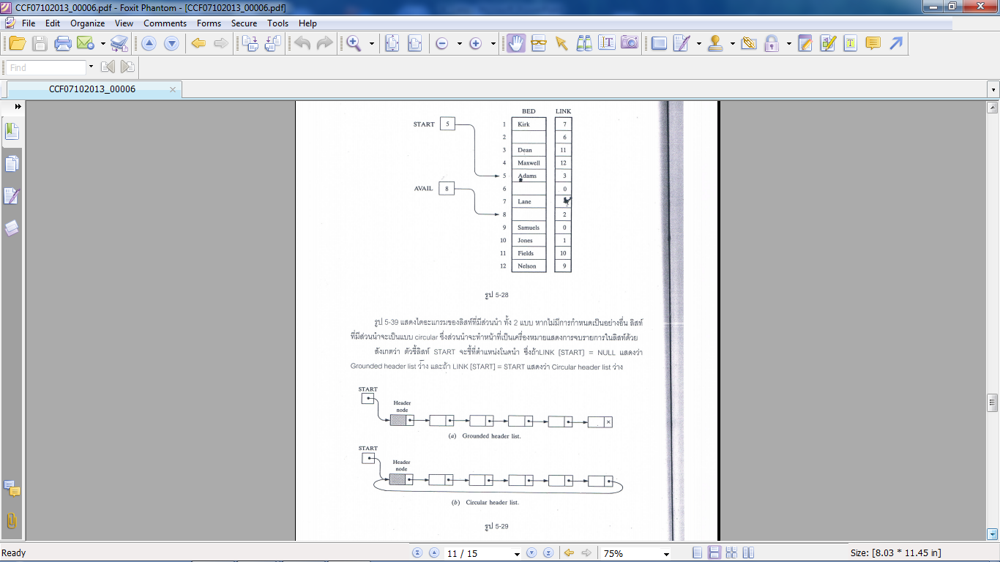 CCF07102013_00006.pdf - Foxit Phantom - [CCF07102013_00006.pdf]
File Edit Organize View Comments Forms Secure Tools Help
Find
CCF07102013_00006
BED LINK
START 5 1 Kirk 7
2 6
3 Dean 11
4 Maxwell 12
5 Adams 3
AVAIL 8 6 0
7 Lane
8 2
9 Samuels 0
10 Jones 1
11 Fields 10
12 Nelson 9
รูป 5-28
รูป 5-39 แสดงไดอะแกรมของลิสท์ที่มีส่วนนำ ทั้ง 2 แบบ หากไม่มีการกำหนดเป็นอย่างอื่น ลิสท์
ที่มีส่วนนำจะเป็นแบบ circular ซึ่งส่วนนำจะทำหน้าที่เป็นเครื่องหมายแสดงการจบรายการในลิสท์ด้วย
สังเกตว่า ตัวชี้ลิสท์ START จะชี้ที่ตำแหน่งโนดนำ ซึ่งถ้าLINK [START] = NULL แสดงว่า
Grounded header list ว่าง และถ้า LINK [START] = START แสดงว่า Circular header list ว่าง
START
Header
node
(a) Grounded header list.
START
Header
node
(b) Circular header list.
รูป 5-29
Ready 11 / 15 75% Size: [8.03 * 11.45 in]